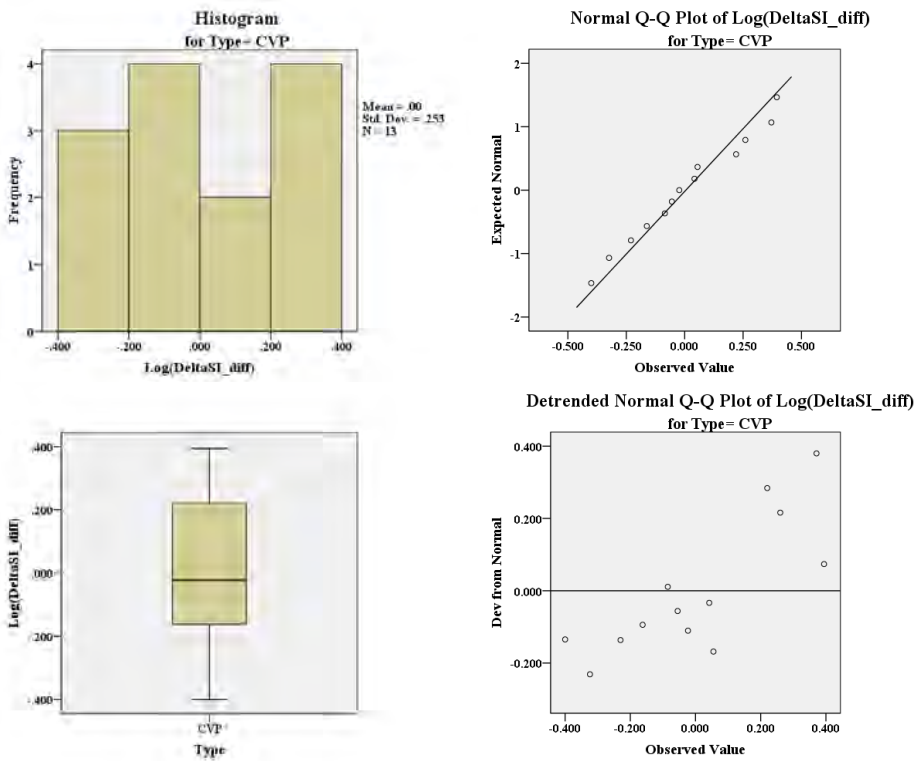 Histogram
for Type= CVP
4
3
2
1
0
-.400
-.200
.000
.200
.400
Frequency
Log(DeltaSI_diff)
Mean = .00
Std. Dev. = .253
N = 13
Normal Q-Q Plot of Log(DeltaSI_diff)
for Type= CVP
2
1
0
-1
-2
-0.500
-0.250
0.000
0.250
0.500
Expected Normal
Observed Value
.400
.200
.000
-.200
-.400
Log(DeltaSI_diff)
CVP
Type
Detrended Normal Q-Q Plot of Log(DeltaSI_diff)
for Type= CVP
0.400
0.200
0.000
-0.200
-0.400
-0.200
0.000
0.200
0.400
Dev from Normal
Observed Value